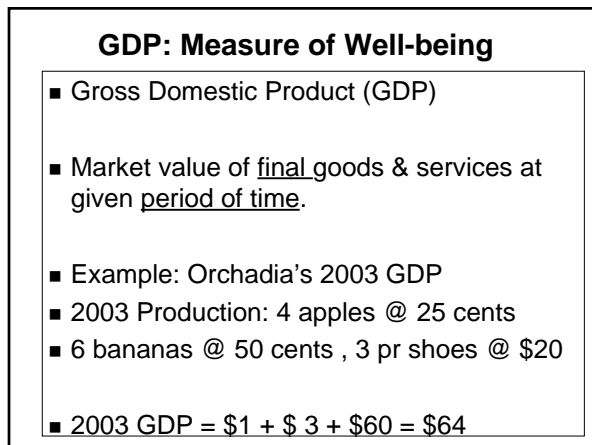 GDP: Measure of Well-being
■ Gross Domestic Product (GDP)
■ Market value of final goods & services at
given period of time.
■ Example: Orchadia’s 2003 GDP
■ 2003 Production: 4 apples @ 25 cents
■ 6 bananas @ 50 cents , 3 pr shoes @ $20
■ 2003 GDP = $1 + $ 3 + $60 = $64